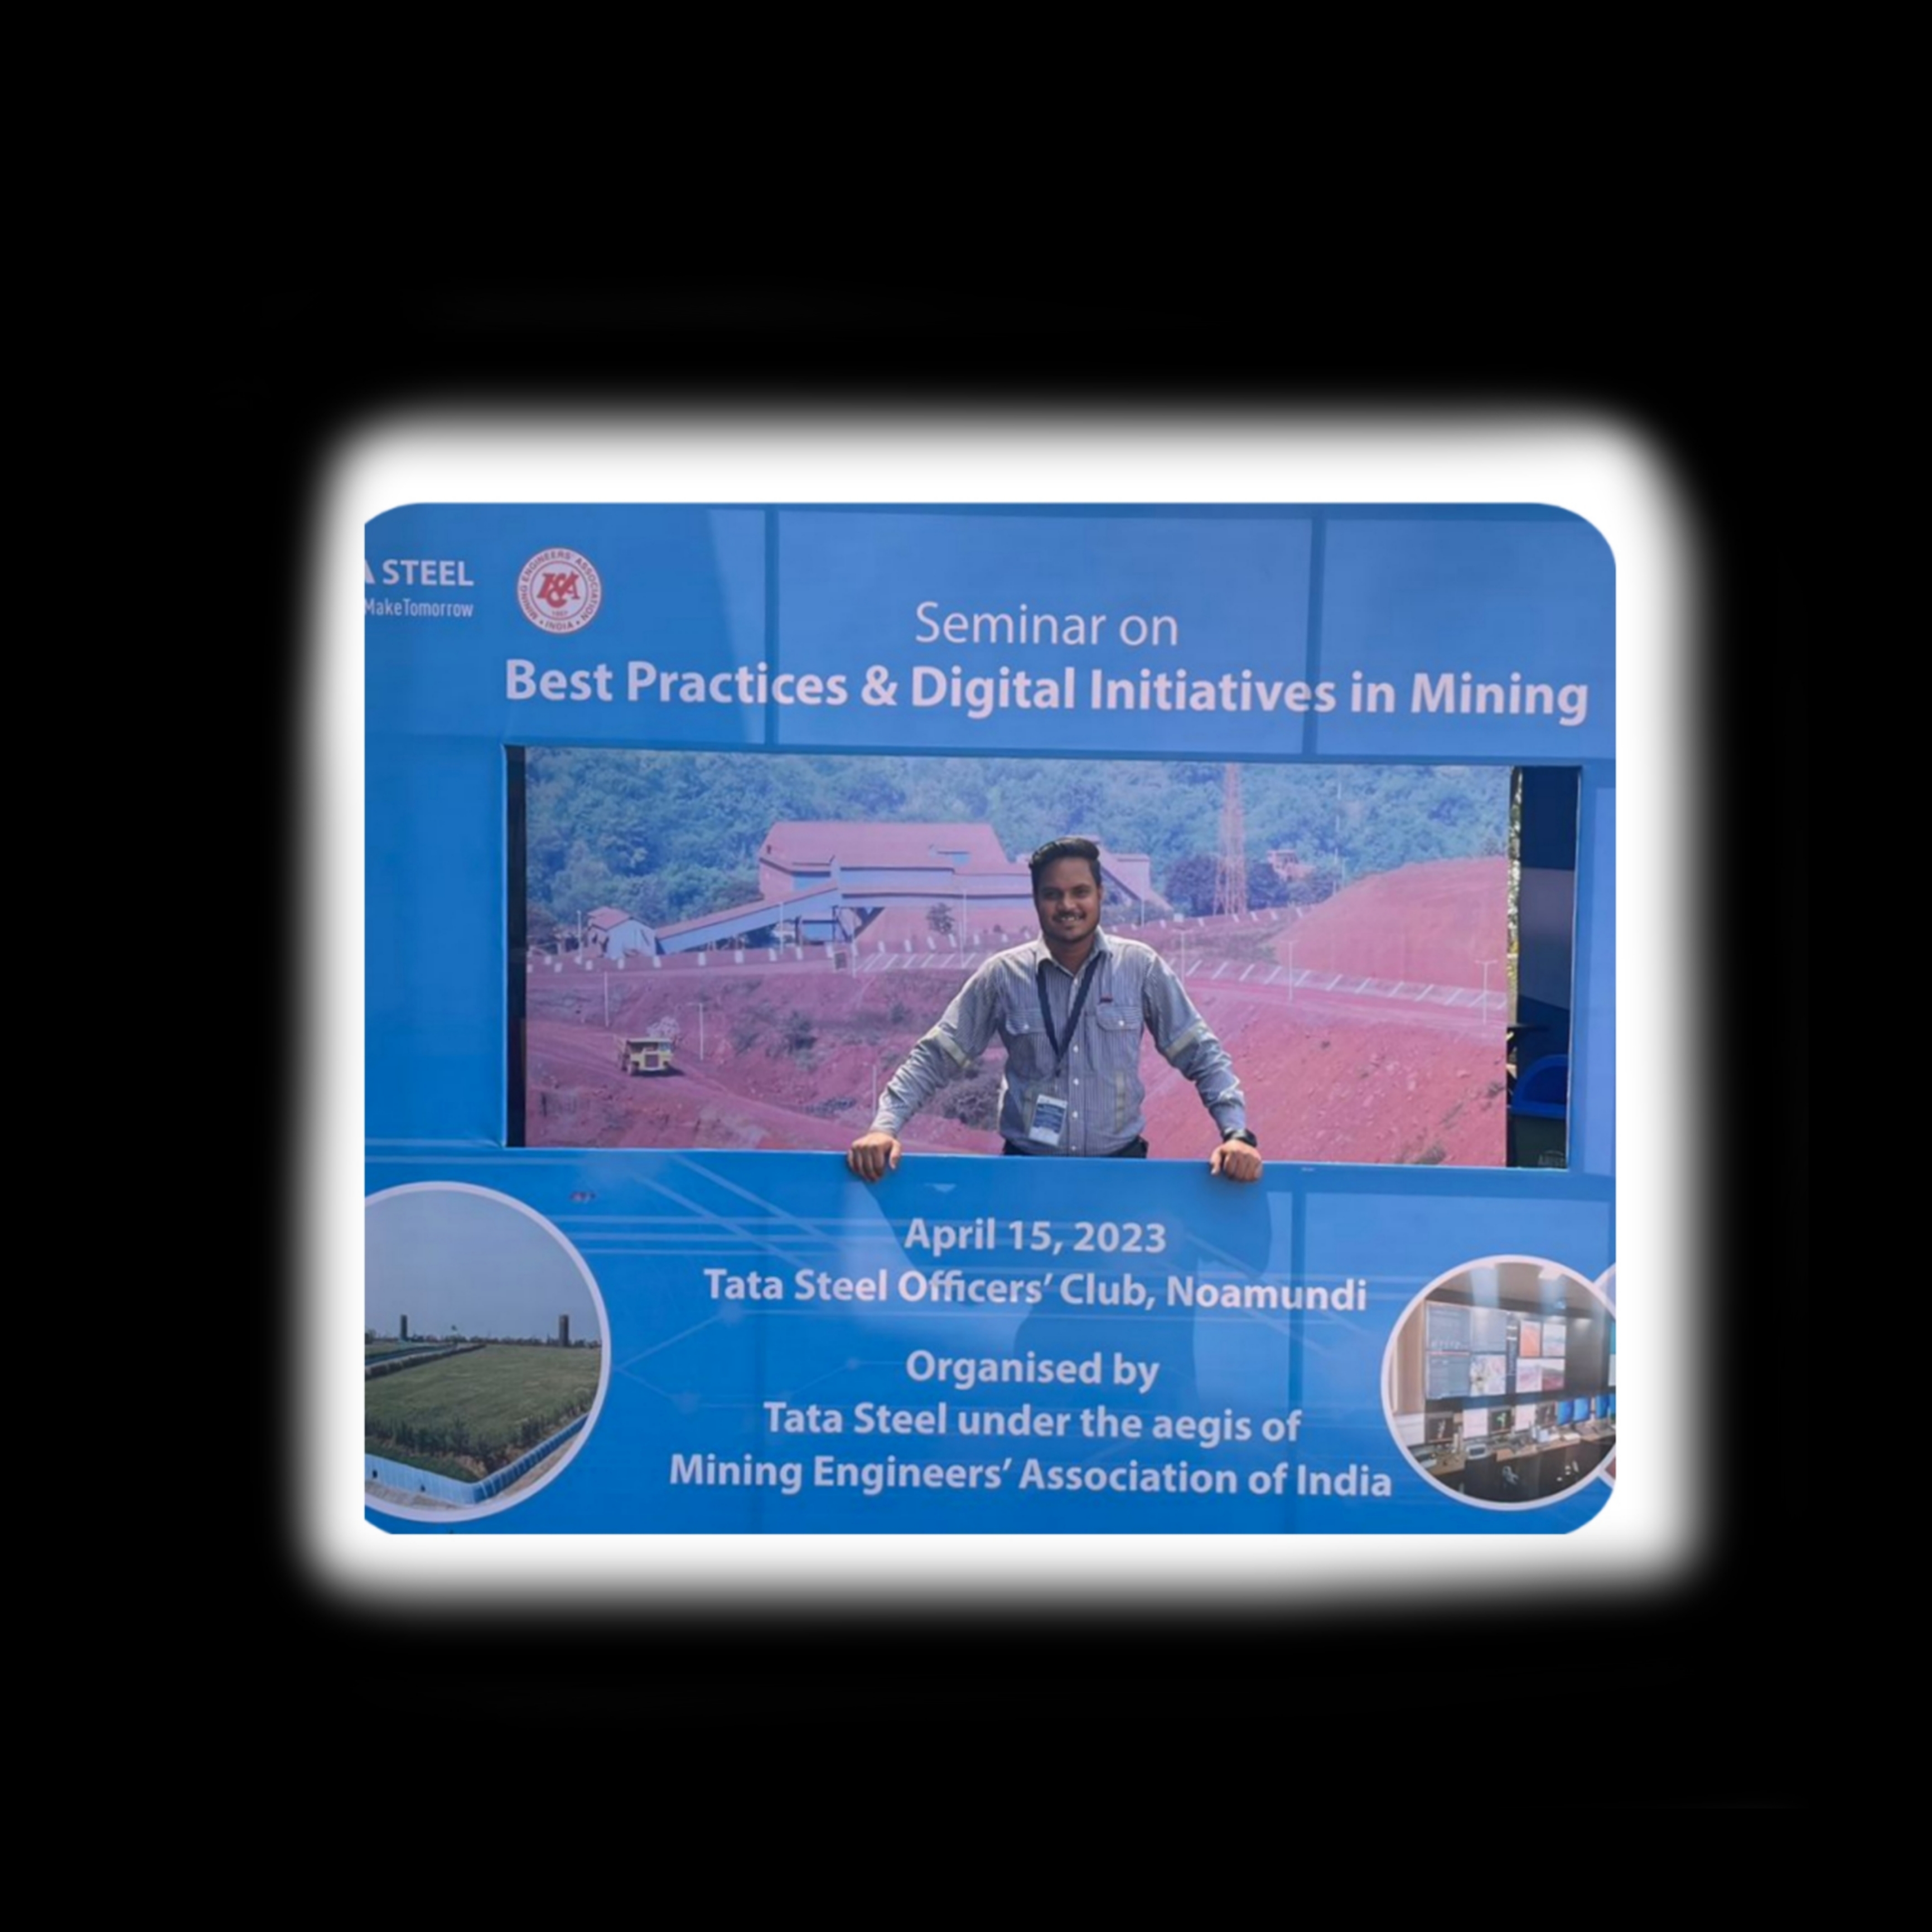 A STEEL
MakeTomorrow
MINING ENGINEERS' ASSOCIATION
INDIA
Seminar on
Best Practices & Digital Initiatives in Mining
April 15, 2023
Tata Steel Officers' Club, Noamundi
Organised by
Tata Steel under the aegis of
Mining Engineers' Association of India